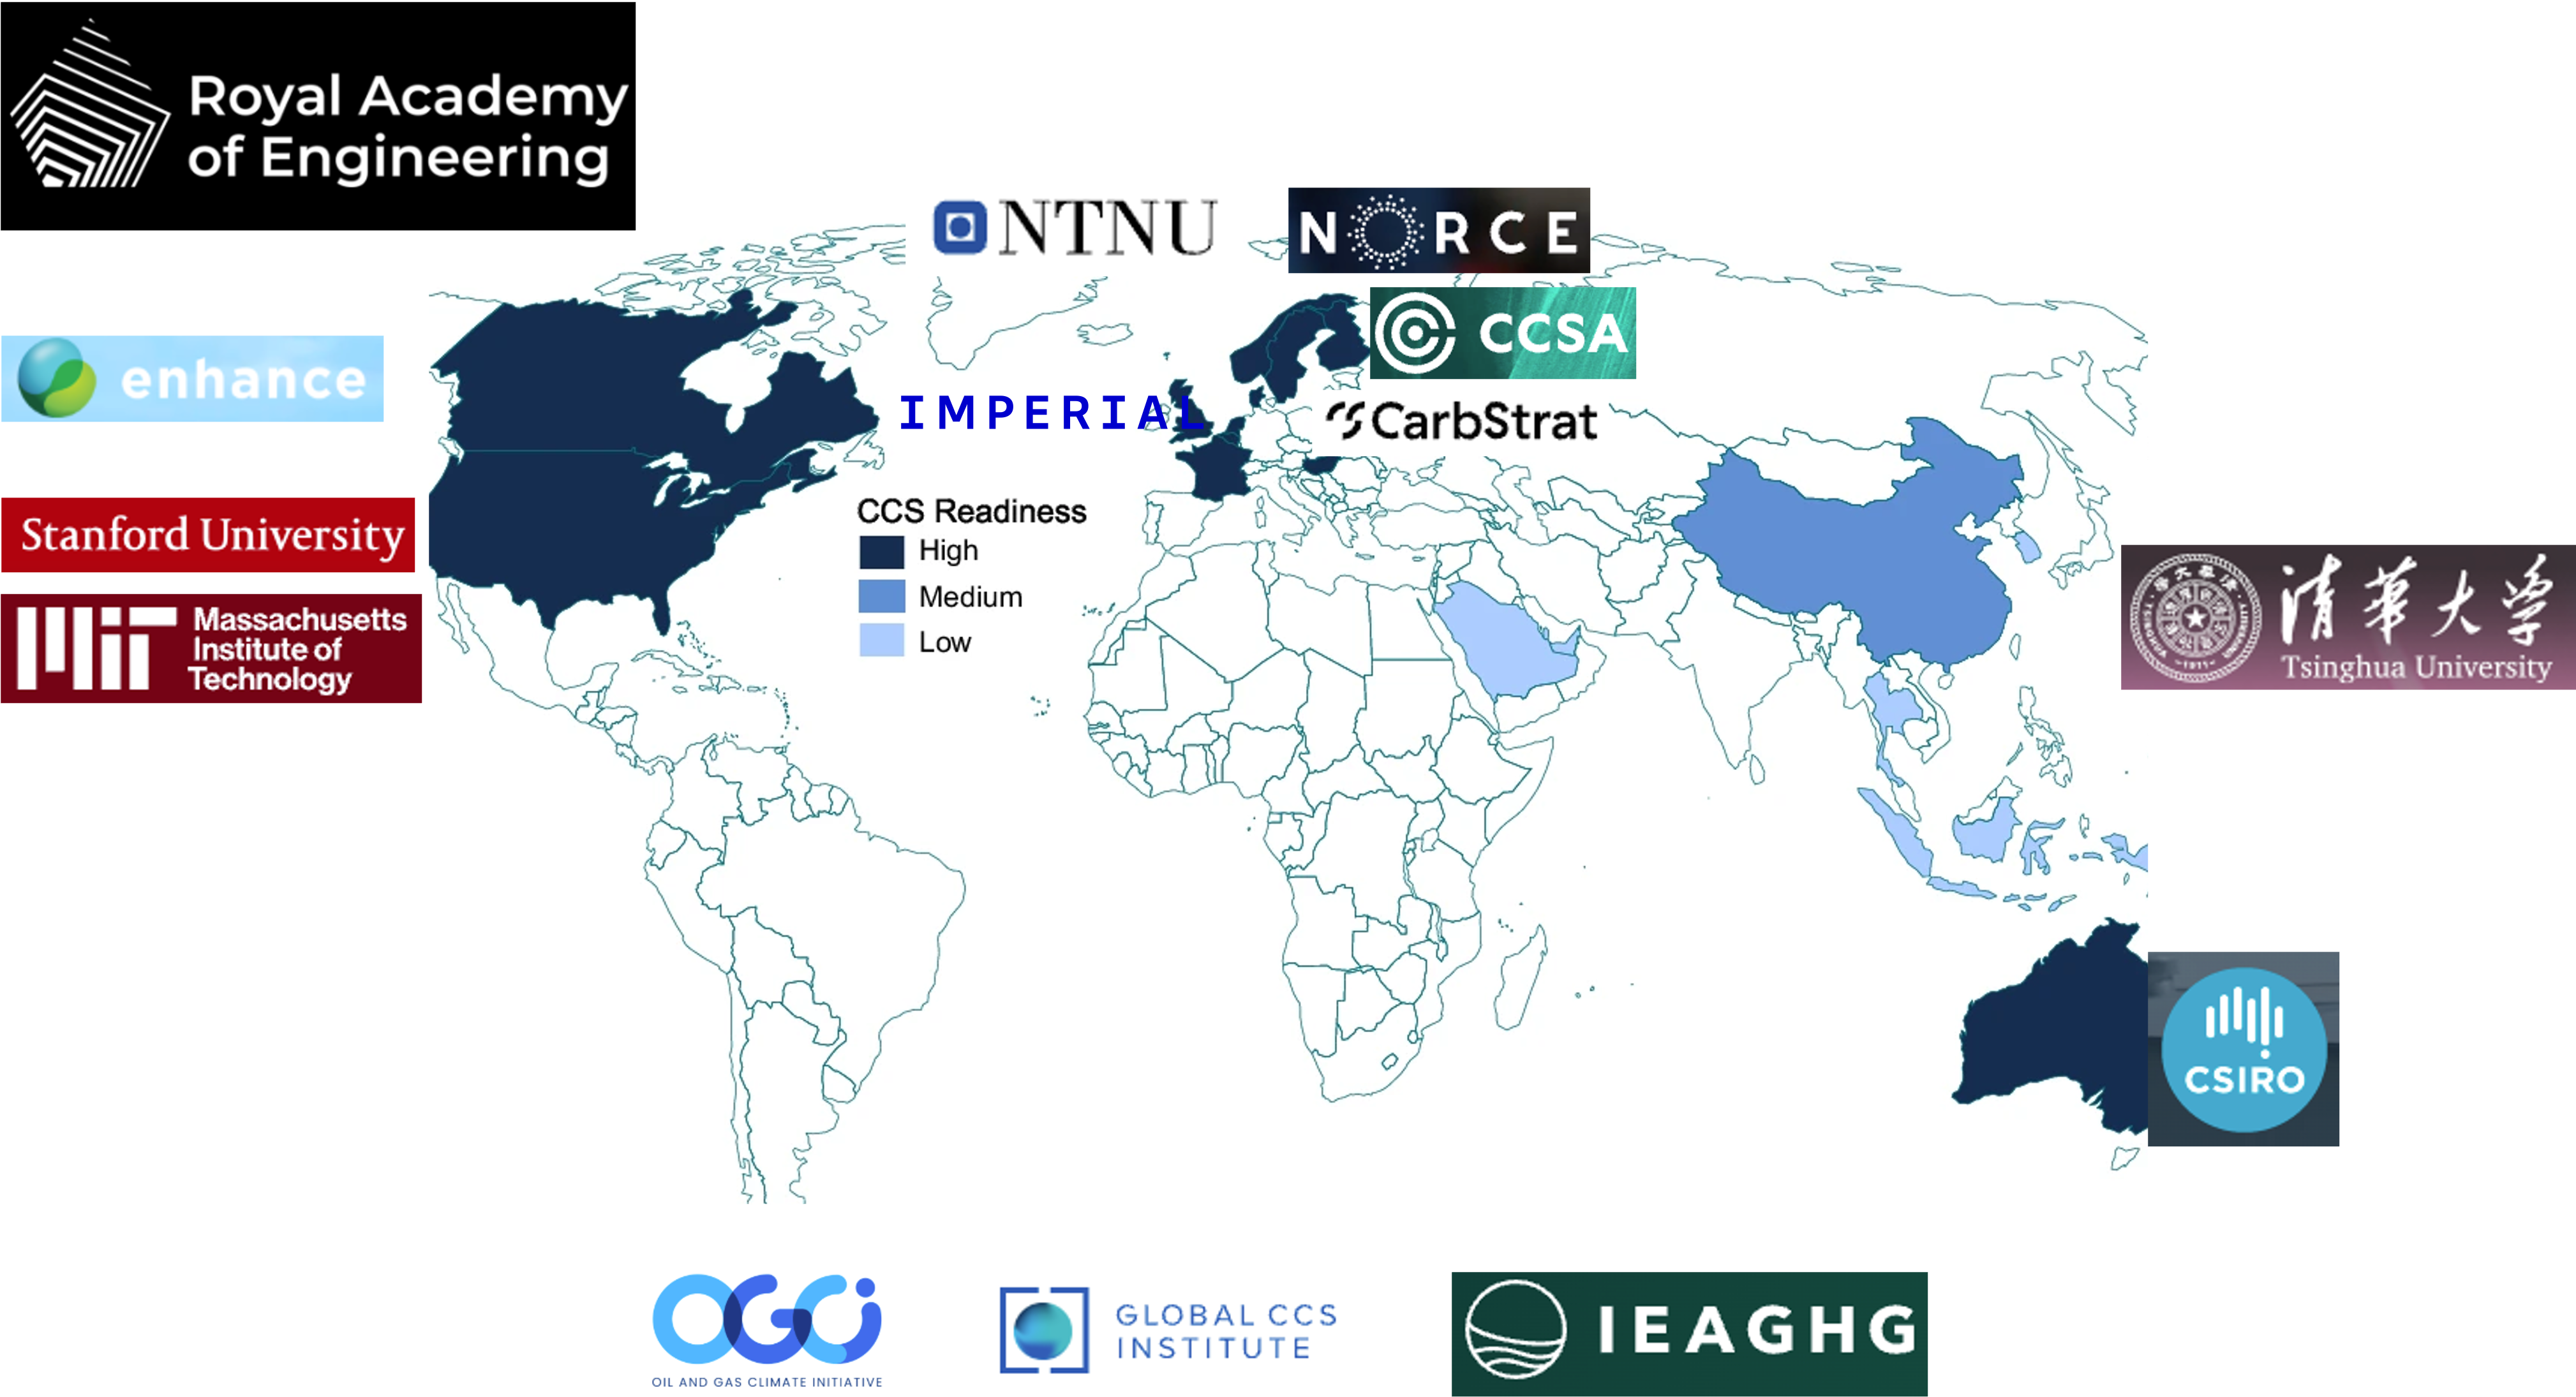 Royal Academy
of Engineering
NTNU
NORCE
CCSA
enhance
IMPERIAL
CarbStrat
Stanford University
CCS Readiness
High
Medium
Low
Massachusetts
Institute of
Technology
清華大学
Tsinghua University
CSIRO
OGCi
OIL AND GAS CLIMATE INITIATIVE
GLOBAL CCS
INSTITUTE
IEAGHG